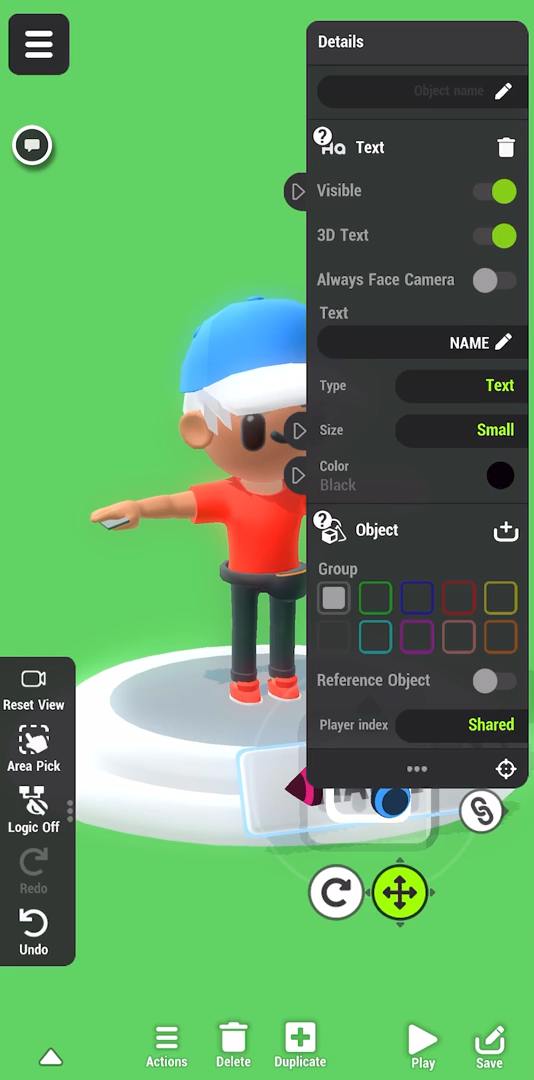 Details
Object name
Aa Text
Visible
3D Text
Always Face Camera
Text
NAME
Type Text
Size Small
Color
Black
Object
Group
Reference Object
Player index Shared
Reset View
Area Pick
Logic Off
Redo
Undo
Actions
Delete
Duplicate
Play
Save